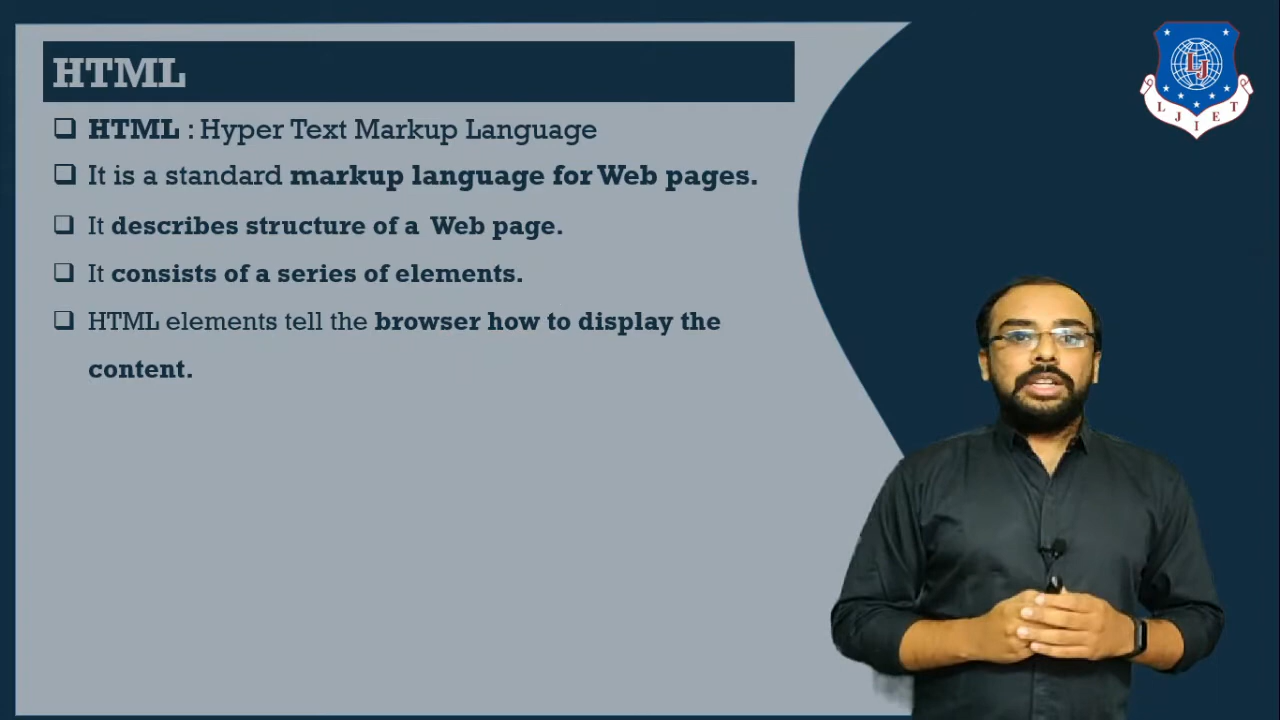 HTML
HTML : Hyper Text Markup Language
It is a standard markup language for Web pages.
It describes structure of a Web page.
It consists of a series of elements.
HTML elements tell the browser how to display the
content.
LJ
LJIET